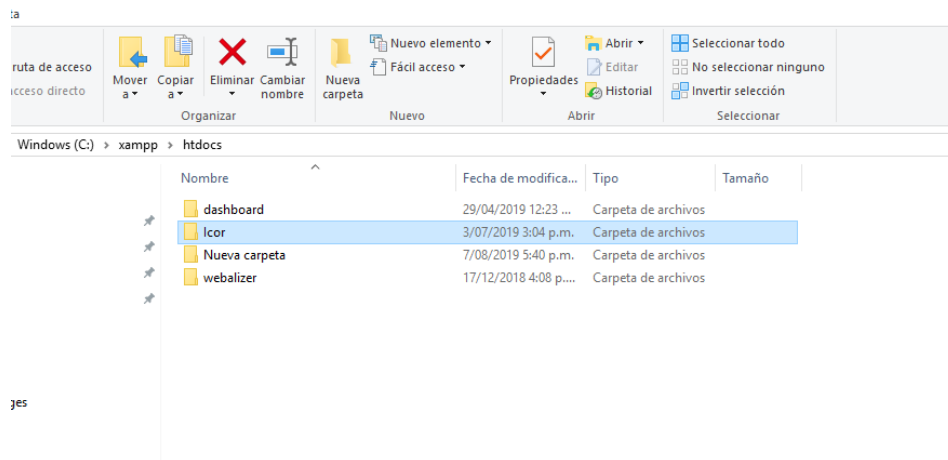 ta
ruta de acceso
acceso directo
Mover a
Copiar a
Eliminar
Cambiar nombre
Organizar
Nueva carpeta
Nuevo elemento
Fácil acceso
Nuevo
Propiedades
Abrir
Editar
Historial
Abrir
Seleccionar todo
No seleccionar ninguno
Invertir selección
Seleccionar
Windows (C:) > xampp > htdocs
Nombre Fecha de modifica... Tipo Tamaño
dashboard 29/04/2019 12:23 ... Carpeta de archivos
Icor 3/07/2019 3:04 p.m. Carpeta de archivos
Nueva carpeta 7/08/2019 5:40 p.m. Carpeta de archivos
webalizer 17/12/2018 4:08 p.... Carpeta de archivos
ges